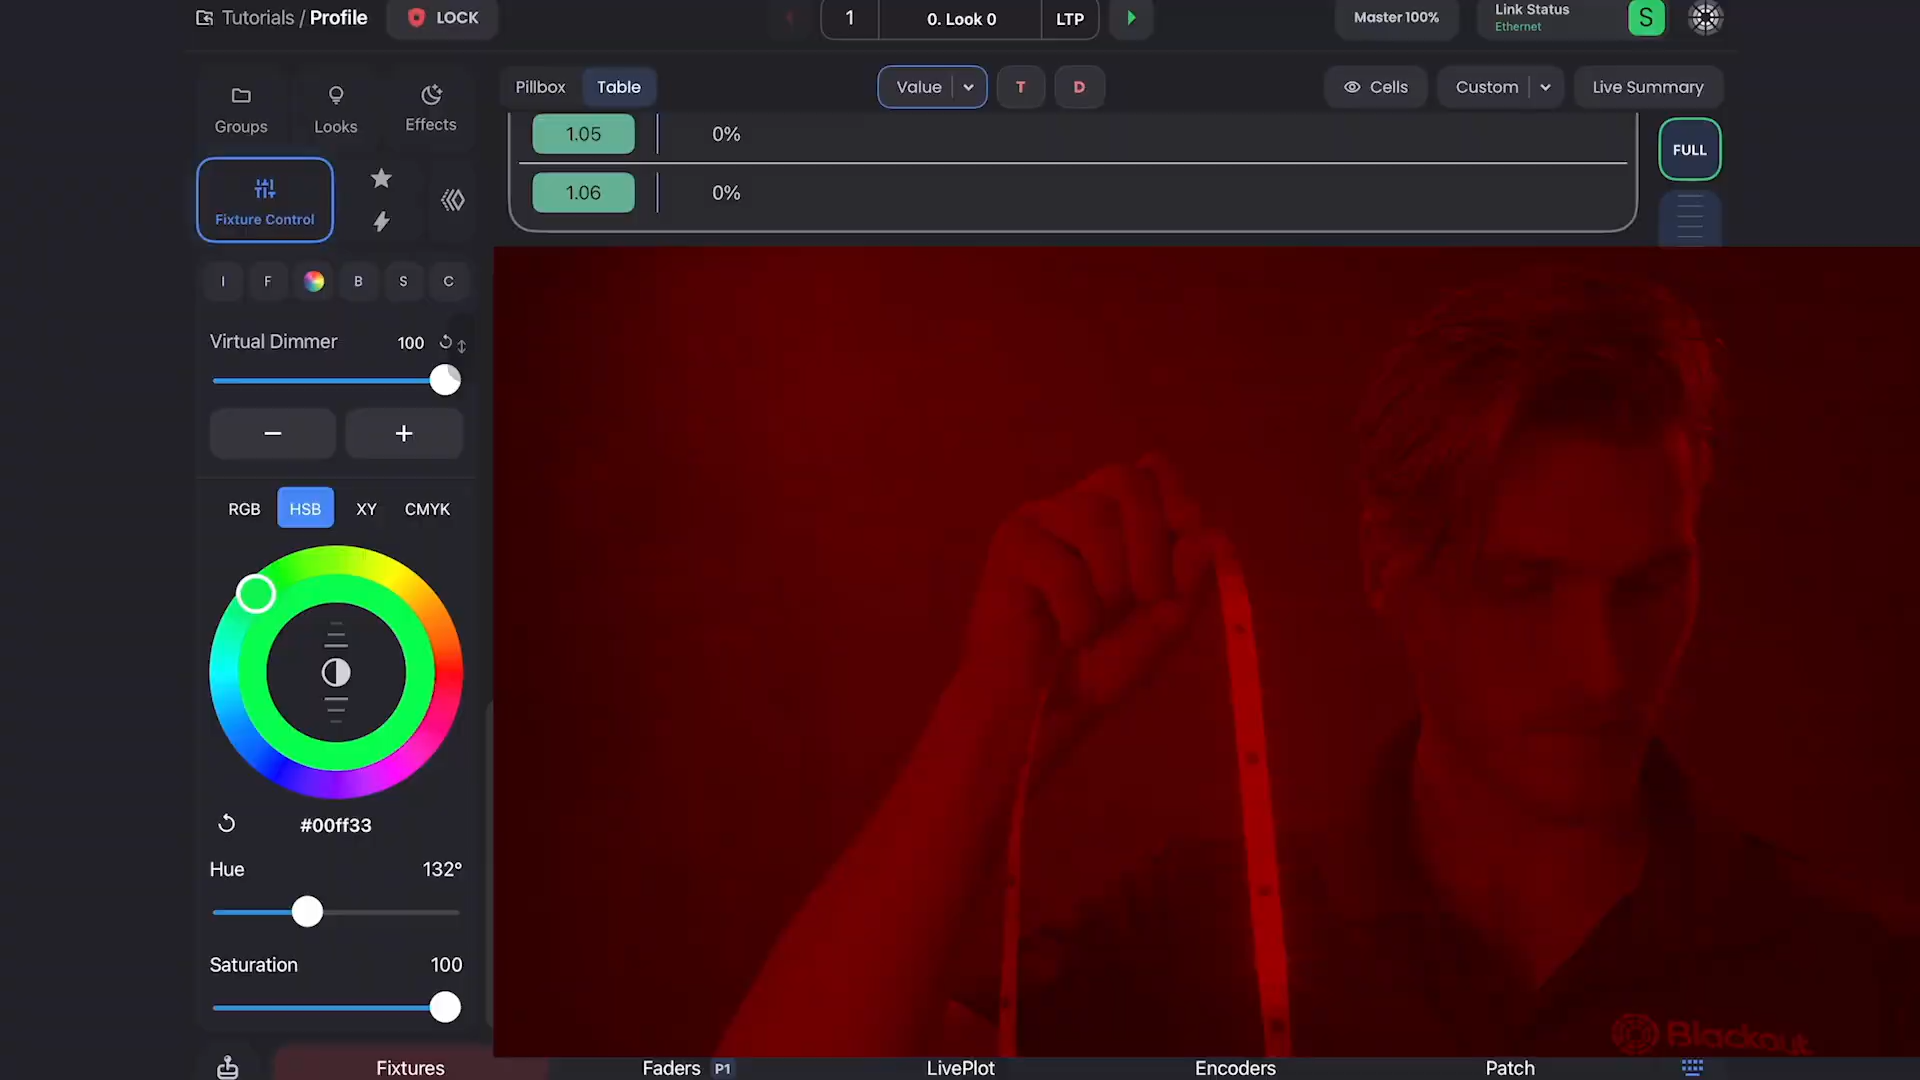 Tutorials / Profile
LOCK
1
0. Look 0
LTP
Master 100%
Link Status
Ethernet
S
Groups
Looks
Effects
Pillbox
Table
Value
T
D
Cells
Custom
Live Summary
1.05
0%
FULL
1.06
0%
Fixture Control
I
F
B
S
C
Virtual Dimmer
100
RGB
HSB
XY
CMYK
#00ff33
Hue
132°
Saturation
100
Blackout
Fixtures
Faders
P1
LivePlot
Encoders
Patch